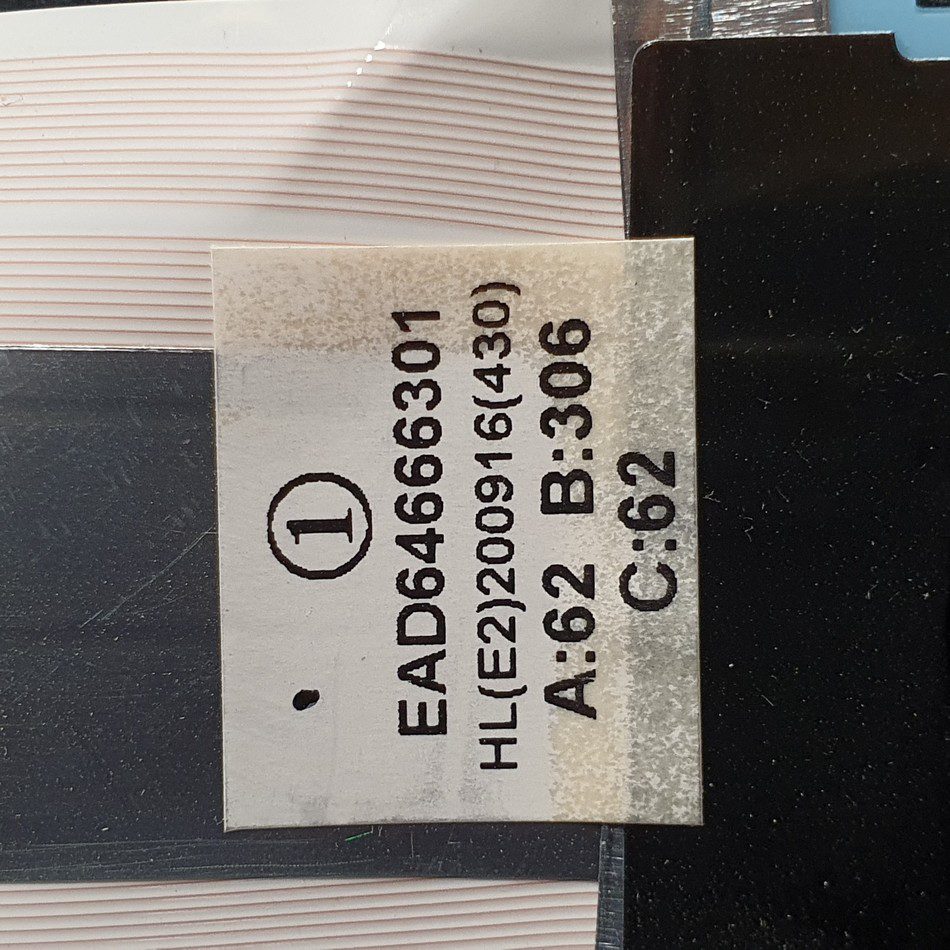 ①
EAD64666301
HL(E2)200916(430)
A:62 B:306
C:62